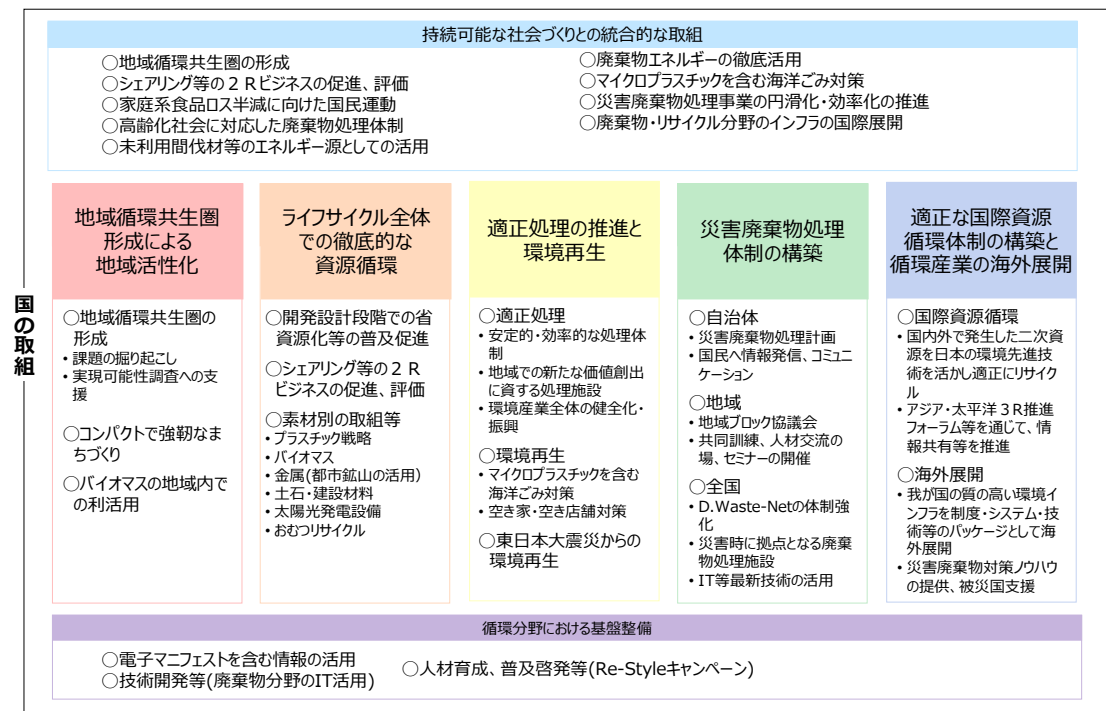 国の取組
持続可能な社会づくりとの統合的な取組
○地域循環共生圏の形成
○シェアリング等の２Ｒビジネスの促進、評価
○家庭系食品ロス半減に向けた国民運動
○高齢化社会に対応した廃棄物処理体制
○未利用間伐材等のエネルギー源としての活用
○廃棄物エネルギーの徹底活用
○マイクロプラスチックを含む海洋ごみ対策
○災害廃棄物処理事業の円滑化・効率化の推進
○廃棄物・リサイクル分野のインフラの国際展開
地域循環共生圏
形成による
地域活性化
○地域循環共生圏の
形成
• 課題の掘り起こし
• 実現可能性調査への支
援
○コンパクトで強靭なま
ちづくり
○バイオマスの地域内で
の利活用
ライフサイクル全体
での徹底的な
資源循環
○開発設計段階での省
資源化等の普及促進
○シェアリング等の２Ｒ
ビジネスの促進、評価
○素材別の取組等
• プラスチック戦略
• バイオマス
• 金属(都市鉱山の活用)
• 土石・建設材料
• 太陽光発電設備
• おむつリサイクル
適正処理の推進と
環境再生
○適正処理
• 安定的・効率的な処理体
制
• 地域での新たな価値創出
に資する処理施設
• 環境産業全体の健全化・
振興
○環境再生
• マイクロプラスチックを含む
海洋ごみ対策
• 空き家・空き店舗対策
○東日本大震災からの
環境再生
災害廃棄物処理
体制の構築
○自治体
• 災害廃棄物処理計画
• 国民へ情報発信、コミュニ
ケーション
○地域
• 地域ブロック協議会
• 共同訓練、人材交流の
場、セミナーの開催
○全国
• D.Waste-Netの体制強
化
• 災害時に拠点となる廃棄
物処理施設
• IT等最新技術の活用
適正な国際資源
循環体制の構築と
循環産業の海外展開
○国際資源循環
• 国内外で発生した二次資
源を日本の環境先進技
術を活かし適正にリサイク
ル
• アジア・太平洋３Ｒ推進
フォーラム等を通じて、情
報共有等を推進
○海外展開
• 我が国の質の高い環境イ
ンフラを制度・システム・技
術等のパッケージとして海
外展開
• 災害廃棄物対策ノウハウ
の提供、被災国支援
循環分野における基盤整備
○電子マニフェストを含む情報の活用
○技術開発等(廃棄物分野のIT活用)
○人材育成、普及啓発等(Re-Styleキャンペーン)